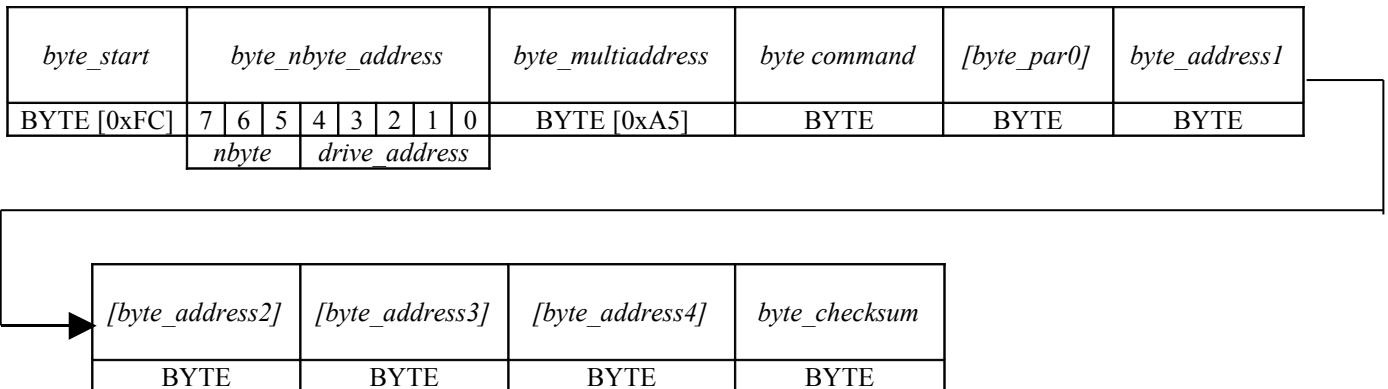 byte_start byte_nbyte_address byte_multiaddress byte command [byte_par0] byte_address1
BYTE [0xFC] 7 6 5 4 3 2 1 0 BYTE [0xA5] BYTE BYTE BYTE
nbyte drive_address
[byte_address2] [byte_address3] [byte_address4] byte_checksum
BYTE BYTE BYTE BYTE